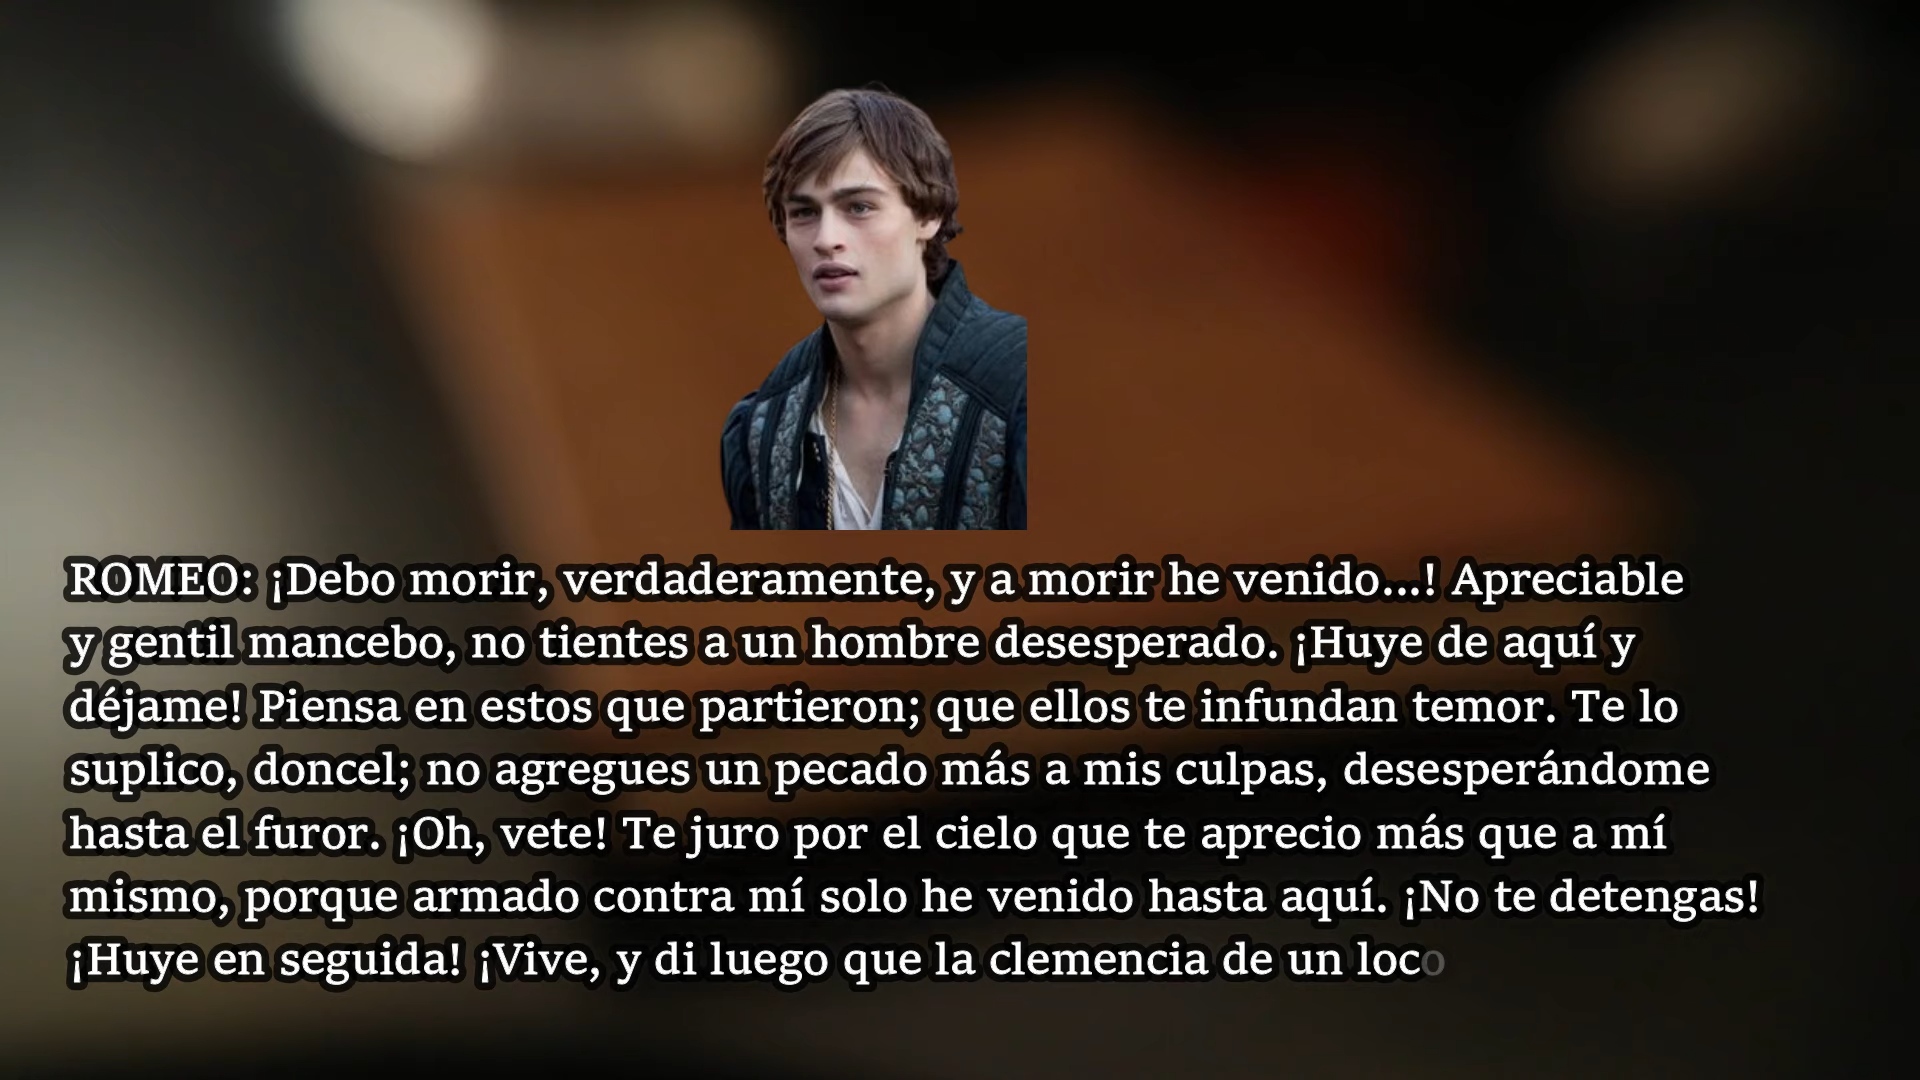 ROMEO: ¡Debo morir, verdaderamente, y a morir he venido...! Apreciable
y gentil mancebo, no tientes a un hombre desesperado. ¡Huye de aquí y
déjame! Piensa en estos que partieron; que ellos te infundan temor. Te lo
suplico, doncel; no agregues un pecado más a mis culpas, desesperándome
hasta el furor. ¡Oh, vete! Te juro por el cielo que te aprecio más que a mí
mismo, porque armado contra mí solo he venido hasta aquí. ¡No te detengas!
¡Huye en seguida! ¡Vive, y di luego que la clemencia de un loco